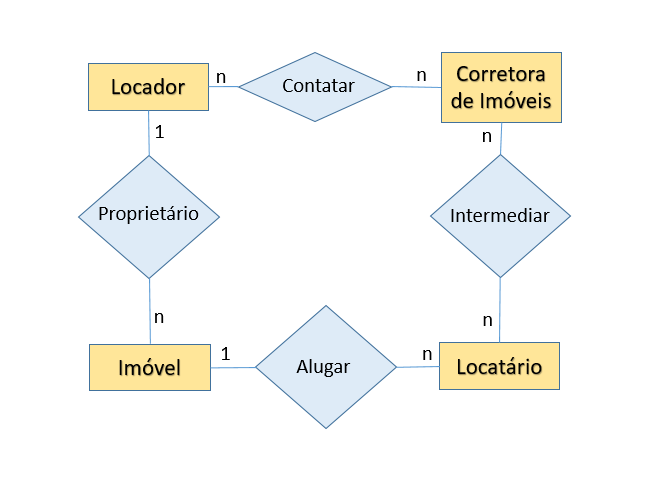 Locador
n
Contatar
n
Corretora
de Imóveis
1
n
Proprietário
Intermediar
n
n
Imóvel
1
Alugar
n
Locatário